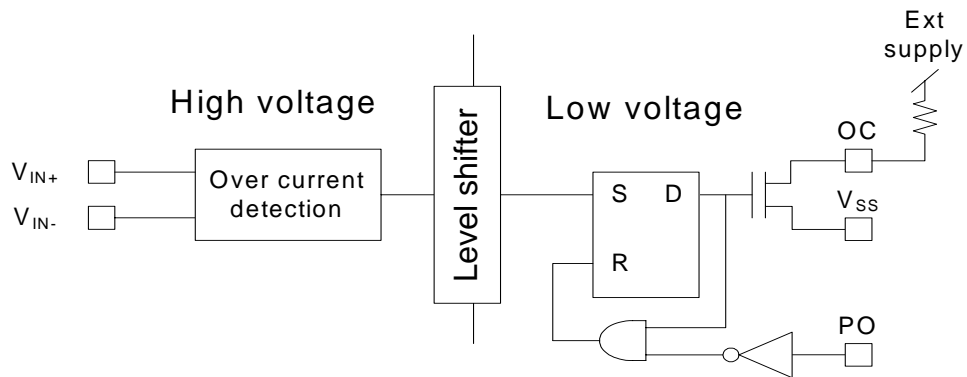 Ext
supply
High voltage
Low voltage
Level shifter
OC
V_IN+
Over current
detection
V_IN-
S D
V_SS
R
PO